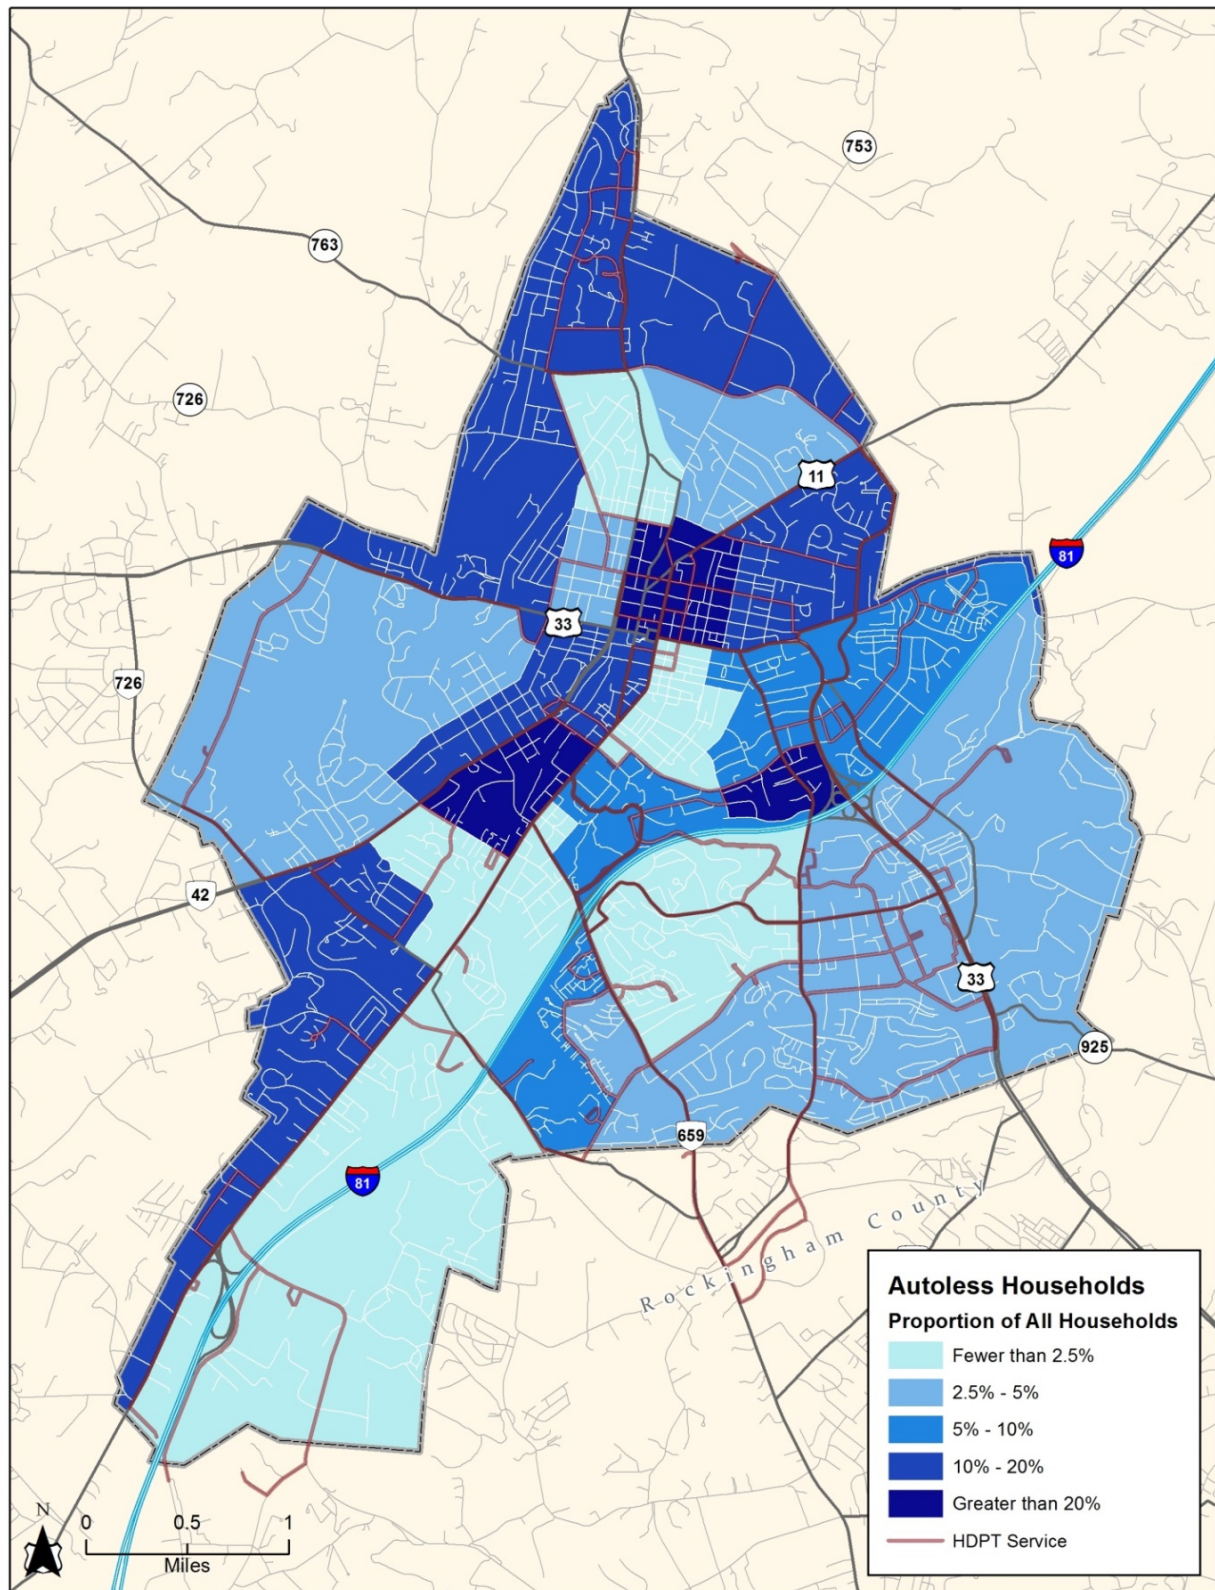 753
763
726
11
81
33
726
42
33
925
659
81
Rockingham County
Autoless Households
Proportion of All Households
Fewer than 2.5%
2.5% - 5%
5% - 10%
10% - 20%
Greater than 20%
HDPT Service
N
0 0.5 1
Miles